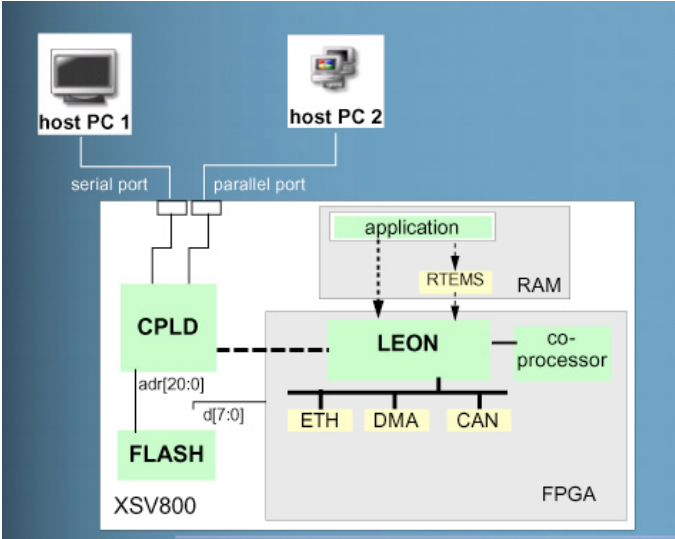 host PC 1
host PC 2
serial port
parallel port
application
RTEMS
RAM
CPLD
LEON
co-
processor
adr[20:0]
d[7:0]
ETH
DMA
CAN
FLASH
XSV800
FPGA